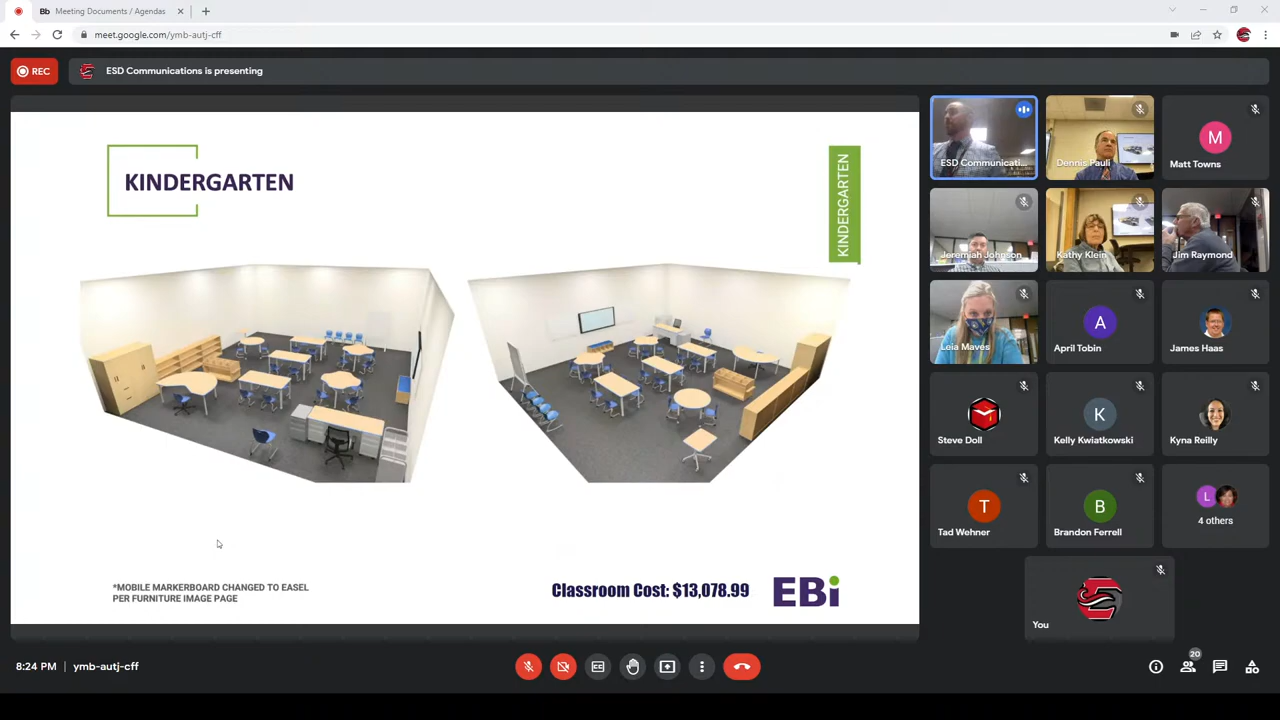 Bb Meeting Documents / Agendas
meet.google.com/ymb-autj-cff
REC
ESD Communications is presenting
KINDERGARTEN
KINDERGARTEN
*MOBILE MARKERBOARD CHANGED TO EASEL
PER FURNITURE IMAGE PAGE
Classroom Cost: $13,078.99
EBi
ESD Communicati...
Dennis Pauli
M
Matt Towns
Jeremiah Johnson
Kathy Klein
Jim Raymond
Leia Maves
A
April Tobin
James Haas
Steve Doll
K
Kelly Kwiatkowski
Kyna Reilly
T
Tad Wehner
B
Brandon Ferrell
L
4 others
You
8:24 PM | ymb-autj-cff
20